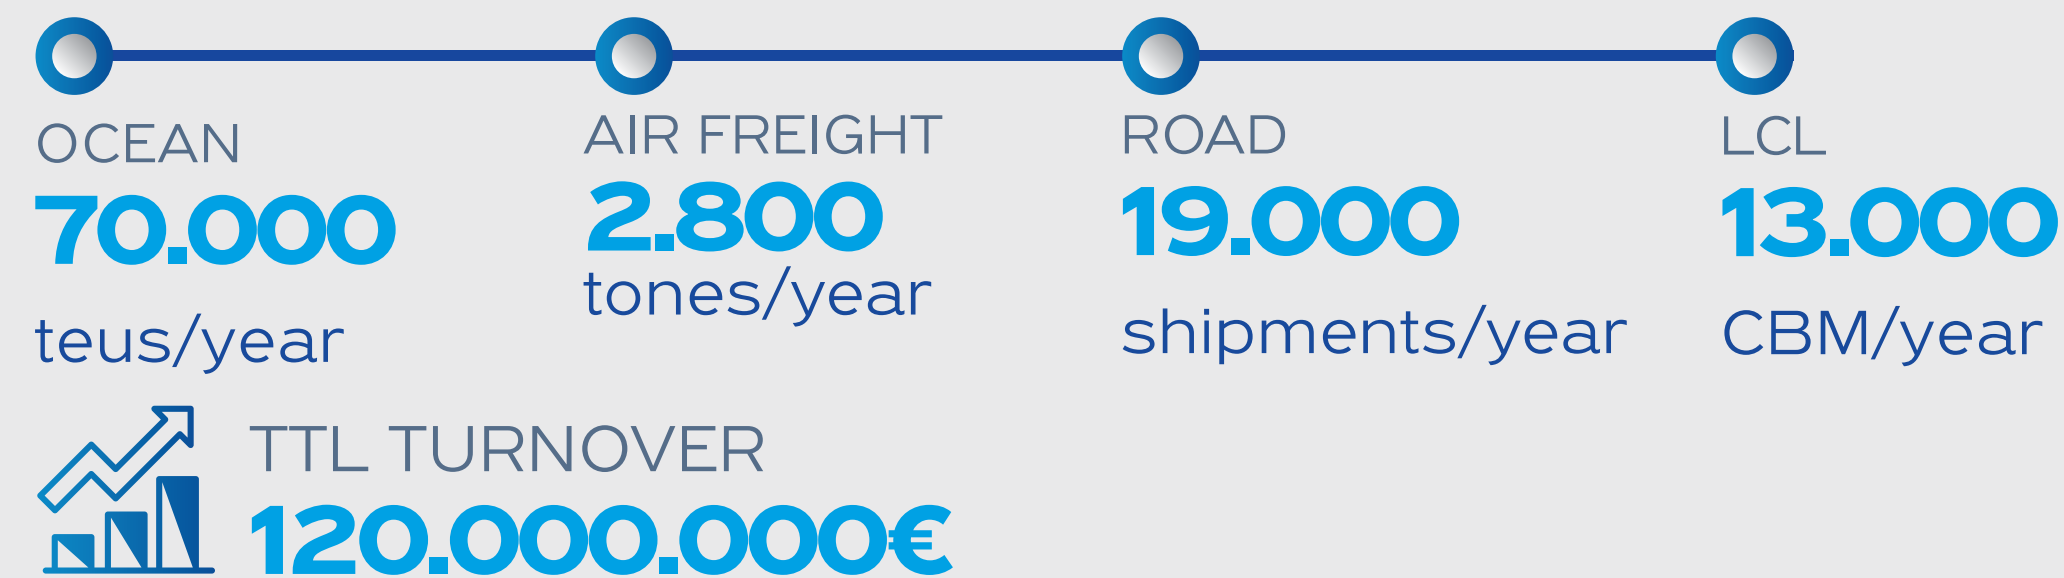 OCEAN
70.000
teus/year
AIR FREIGHT
2.800
tones/year
ROAD
19.000
shipments/year
LCL
13.000
CBM/year
TTL TURNOVER
120.000.000€